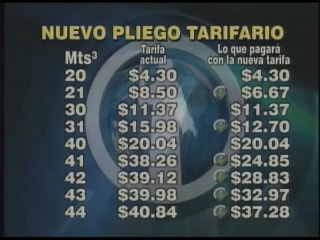 NUEVO PLIEGO TARIFARIO
Mts³ Tarifa actual Lo que pagará con la nueva tarifa
20 $4.30 $4.30
21 $8.50 $6.67
30 $11.37 $11.37
31 $15.98 $12.70
40 $20.04 $20.04
41 $38.26 $24.85
42 $39.12 $28.83
43 $39.98 $32.97
44 $40.84 $37.28